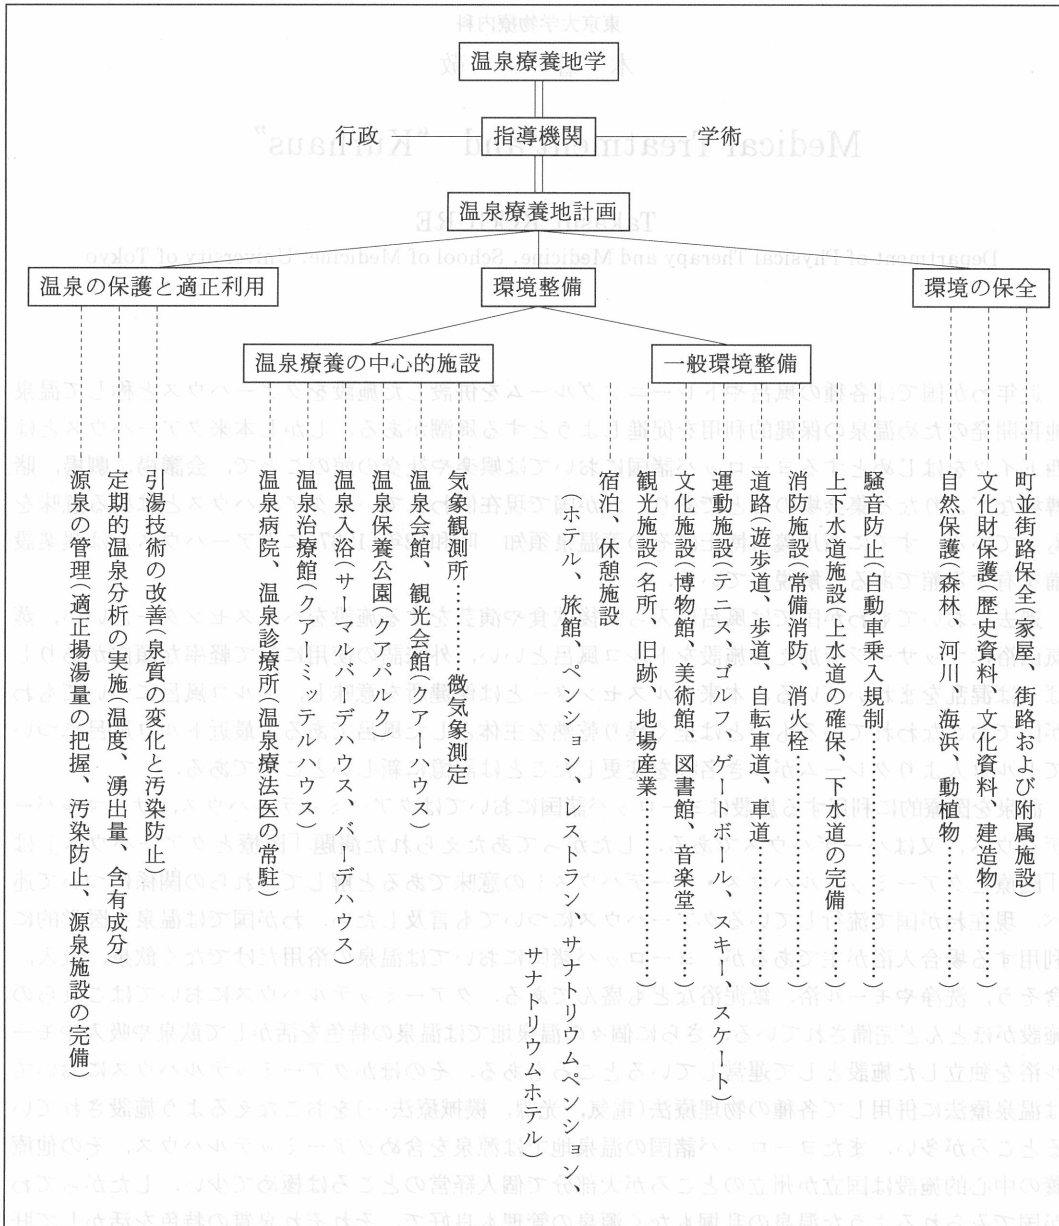 温泉療養地学
行政
指導機関
学術
温泉療養地計画
温泉の保護と適正利用
環境整備
環境の保全
温泉療養の中心的施設
一般環境整備
町並街路保全(家屋、街路および附属施設)
文化財保護(歴史資料、文化資料、建造物)
自然保護(森林、河川、海浜、動植物)
騒音防止(自動車乗入規制………)
上下水道施設(上水道の確保、下水道の完備)
消防施設(常備消防、消火栓………)
道路(遊歩道、歩道、自転車道、車道)
運動施設(テニス、ゴルフ、ゲートボール、スキー、スケート)
文化施設(博物館、美術館、図書館、音楽堂)
観光施設(名所、旧跡、地場産業………)
宿泊、休憩施設
(ホテル、旅館、ペンション、レストラン、サナトリウムペンション、
サナトリウムホテル)
気象観測所………微気象測定
温泉会館、観光会館(クアーハウス)
温泉保養公園(クアパルク)
温泉入浴(サーマルバーデハウス、バーデハウス)
温泉治療館(クアーミッテルハウス)
温泉病院、温泉診療所(温泉療法医の常駐)
引湯技術の改善(泉質の変化と汚染防止)
定期的温泉分析の実施(温度、湧出量、含有成分)
源泉の管理(適正揚湯量の把握、汚染防止、源泉施設の完備)